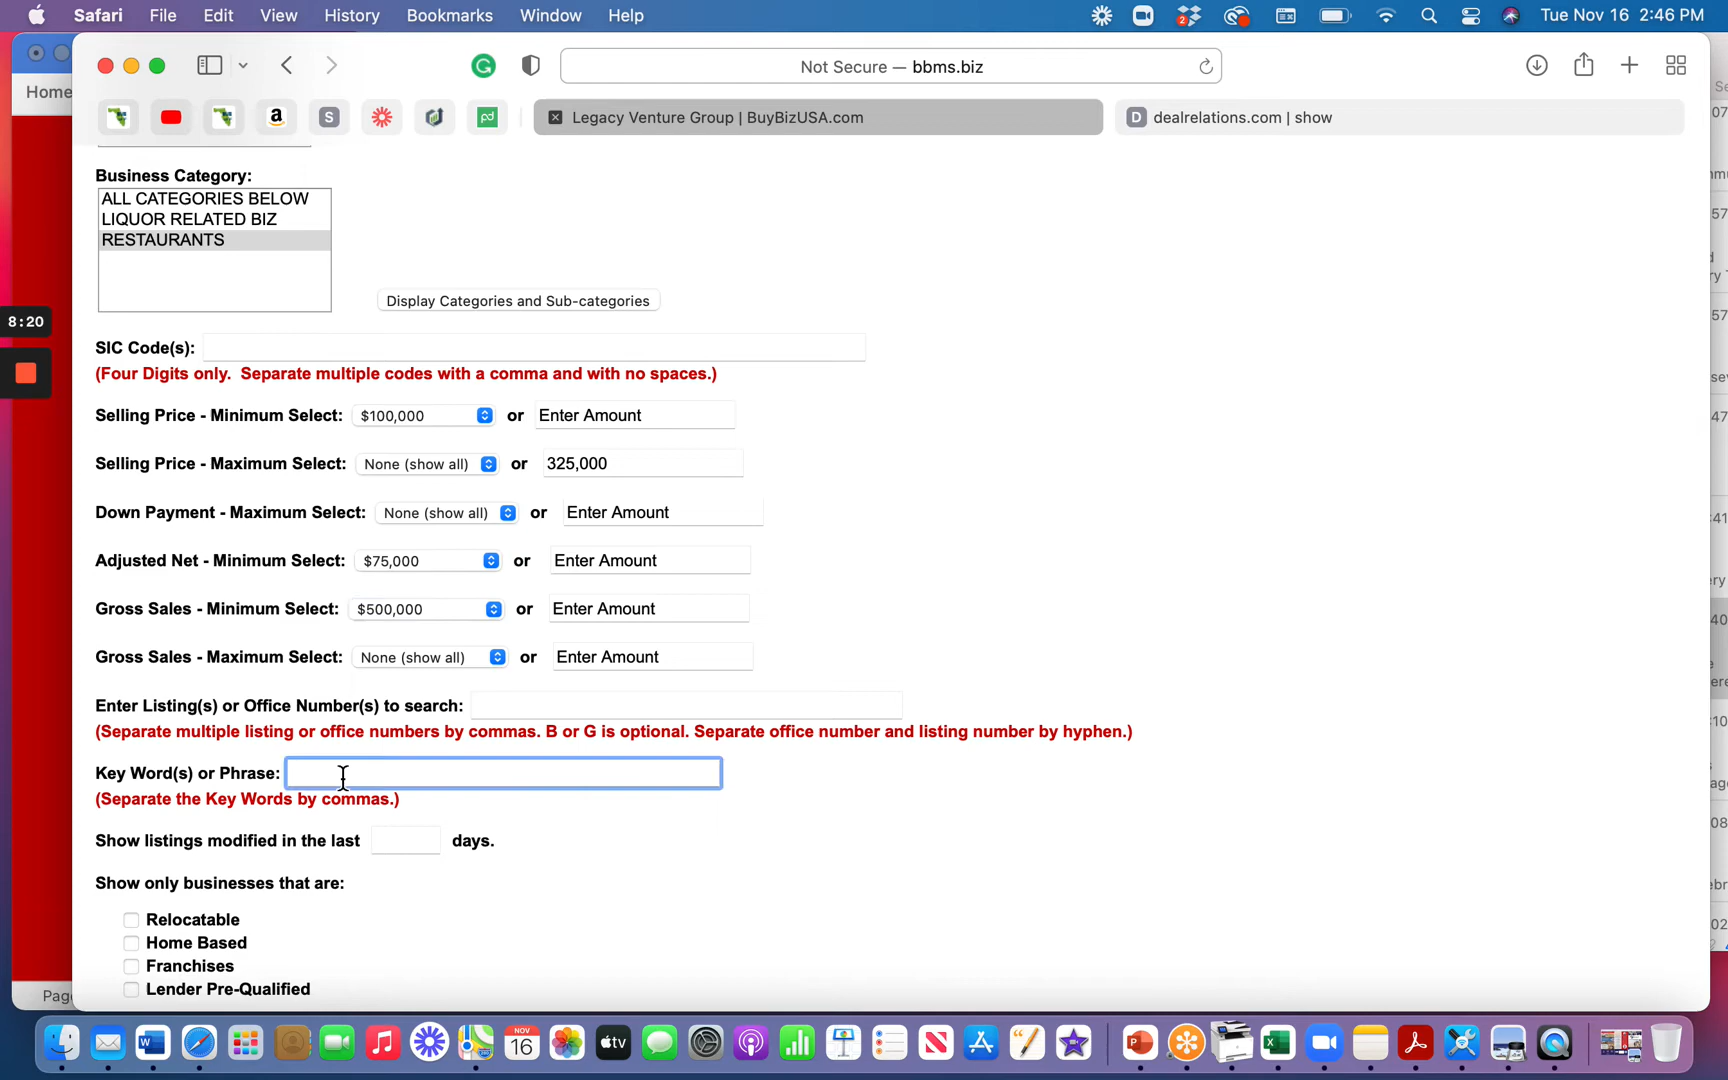 Safari File Edit View History Bookmarks Window Help Tue Nov 16 2:46 PM
2
Not Secure — bbms.biz
Home
a S pd Legacy Venture Group | BuyBizUSA.com D dealrelations.com | show
Business Category:
ALL CATEGORIES BELOW
LIQUOR RELATED BIZ
RESTAURANTS
Display Categories and Sub-categories
8:20
SIC Code(s):
(Four Digits only. Separate multiple codes with a comma and with no spaces.)
Selling Price - Minimum Select: $100,000 or Enter Amount
Selling Price - Maximum Select: None (show all) or 325,000
Down Payment - Maximum Select: None (show all) or Enter Amount
Adjusted Net - Minimum Select: $75,000 or Enter Amount
Gross Sales - Minimum Select: $500,000 or Enter Amount
Gross Sales - Maximum Select: None (show all) or Enter Amount
Enter Listing(s) or Office Number(s) to search:
(Separate multiple listing or office numbers by commas. B or G is optional. Separate office number and listing number by hyphen.)
Key Word(s) or Phrase:
(Separate the Key Words by commas.)
Show listings modified in the last days.
Show only businesses that are:
Relocatable
Home Based
Franchises
Lender Pre-Qualified
NOV
16
tv